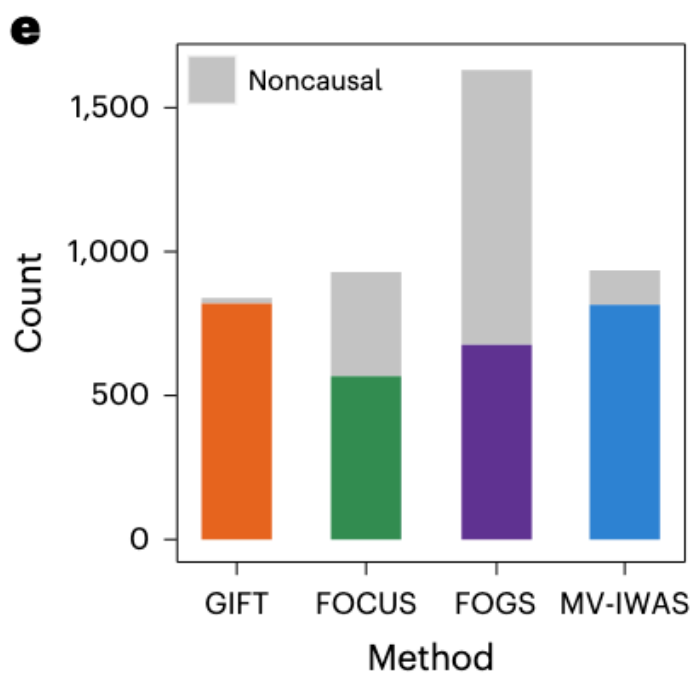 e
Noncausal
1,500
1,000
500
0
Count
GIFT FOCUS FOGS MV-IWAS
Method